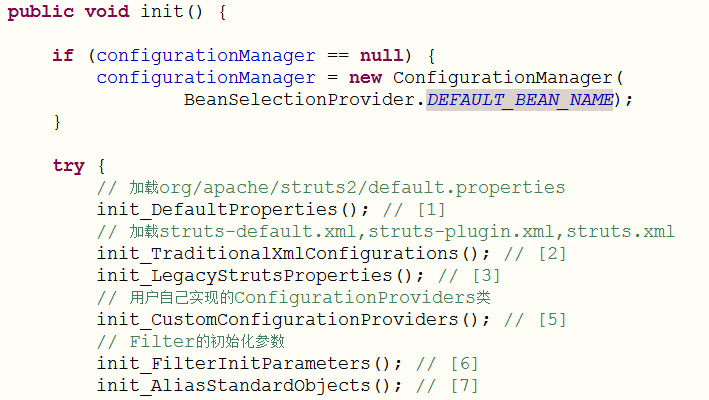 public void init() {
if (configurationManager == null) {
configurationManager = new ConfigurationManager(
BeanSelectionProvider.DEFAULT_BEAN_NAME);
}
try {
// 加载org/apache/struts2/default.properties
init_DefaultProperties(); // [1]
// 加载struts-default.xml,struts-plugin.xml,struts.xml
init_TraditionalXmlConfigurations(); // [2]
init_LegacyStrutsProperties(); // [3]
// 用户自己实现的ConfigurationProviders类
init_CustomConfigurationProviders(); // [5]
// Filter的初始化参数
init_FilterInitParameters(); // [6]
init_AliasStandardObjects(); // [7]